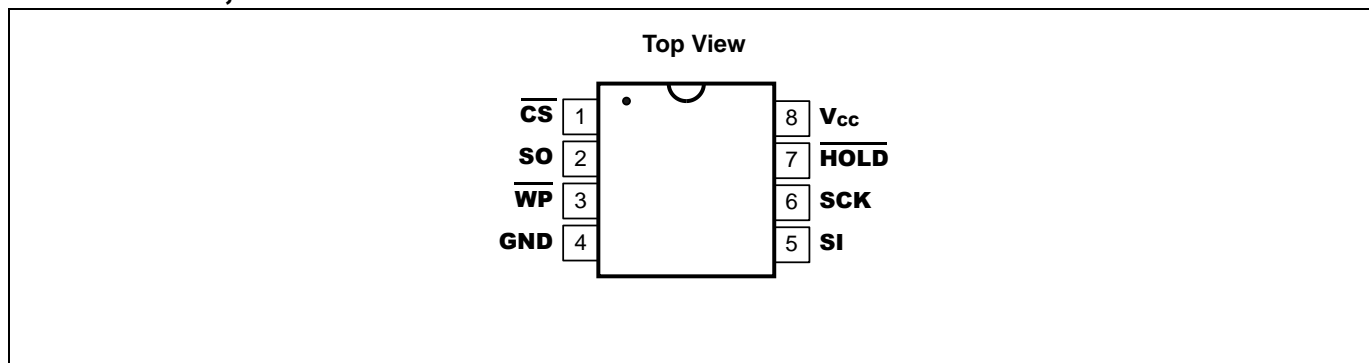 Top View
CS 1
SO 2
WP 3
GND 4
8 Vcc
7 HOLD
6 SCK
5 SI